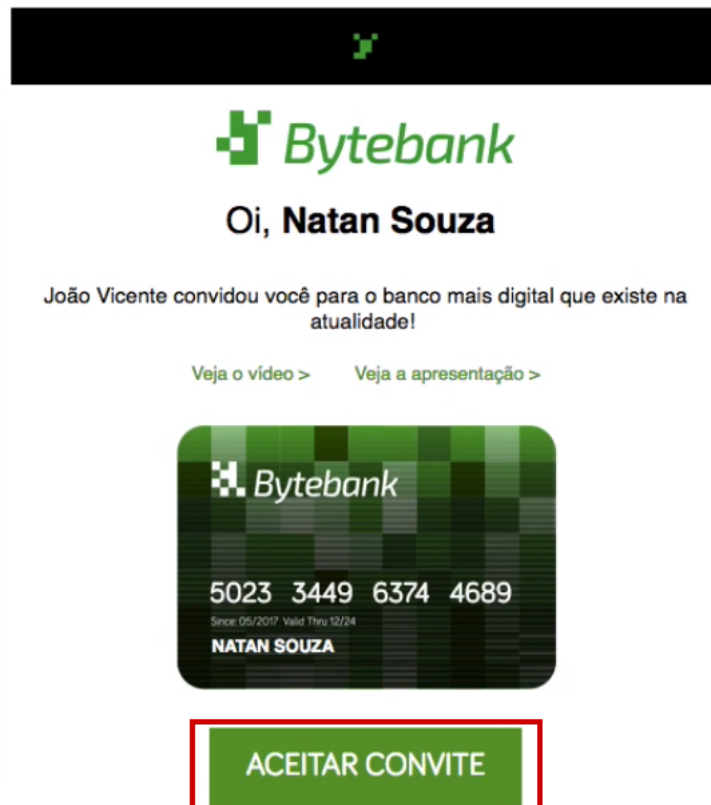 Bytebank
Oi, Natan Souza
João Vicente convidou você para o banco mais digital que existe na
atualidade!
Veja o vídeo > Veja a apresentação >
Bytebank
5023 3449 6374 4689
Since: 05/2017 Valid Thru 12/24
NATAN SOUZA
ACEITAR CONVITE